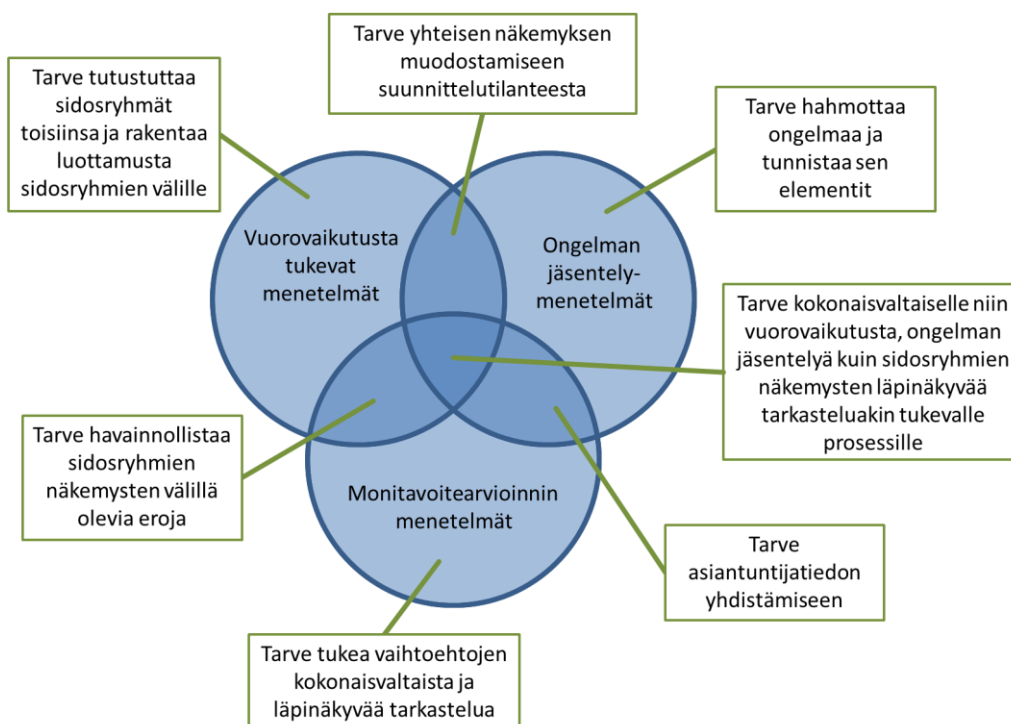 Tarve yhteisen näkemyksen
muodostamiseen
suunnittelutilanteesta
Tarve tutustuttaa
sidosryhmät
toisiinsa ja rakentaa
luottamusta
sidosryhmien välille
Tarve hahmottaa
ongelmaa ja
tunnistaa sen
elementit
Vuorovaikutusta
tukevat
menetelmät
Ongelman
jäsentely-
menetelmät
Tarve kokonaisvaltaiselle niin
vuorovaikutusta, ongelman
jäsentelyä kuin sidosryhmien
näkemysten läpinäkyvää
tarkasteluakin tukevalle
prosessille
Tarve havainnollistaa
sidosryhmien
näkemysten välillä
olevia eroja
Monitavoitearvioinnin
menetelmät
Tarve
asiantuntijatiedon
yhdistämiseen
Tarve tukea vaihtoehtojen
kokonaisvaltaista ja
läpinäkyvää tarkastelua